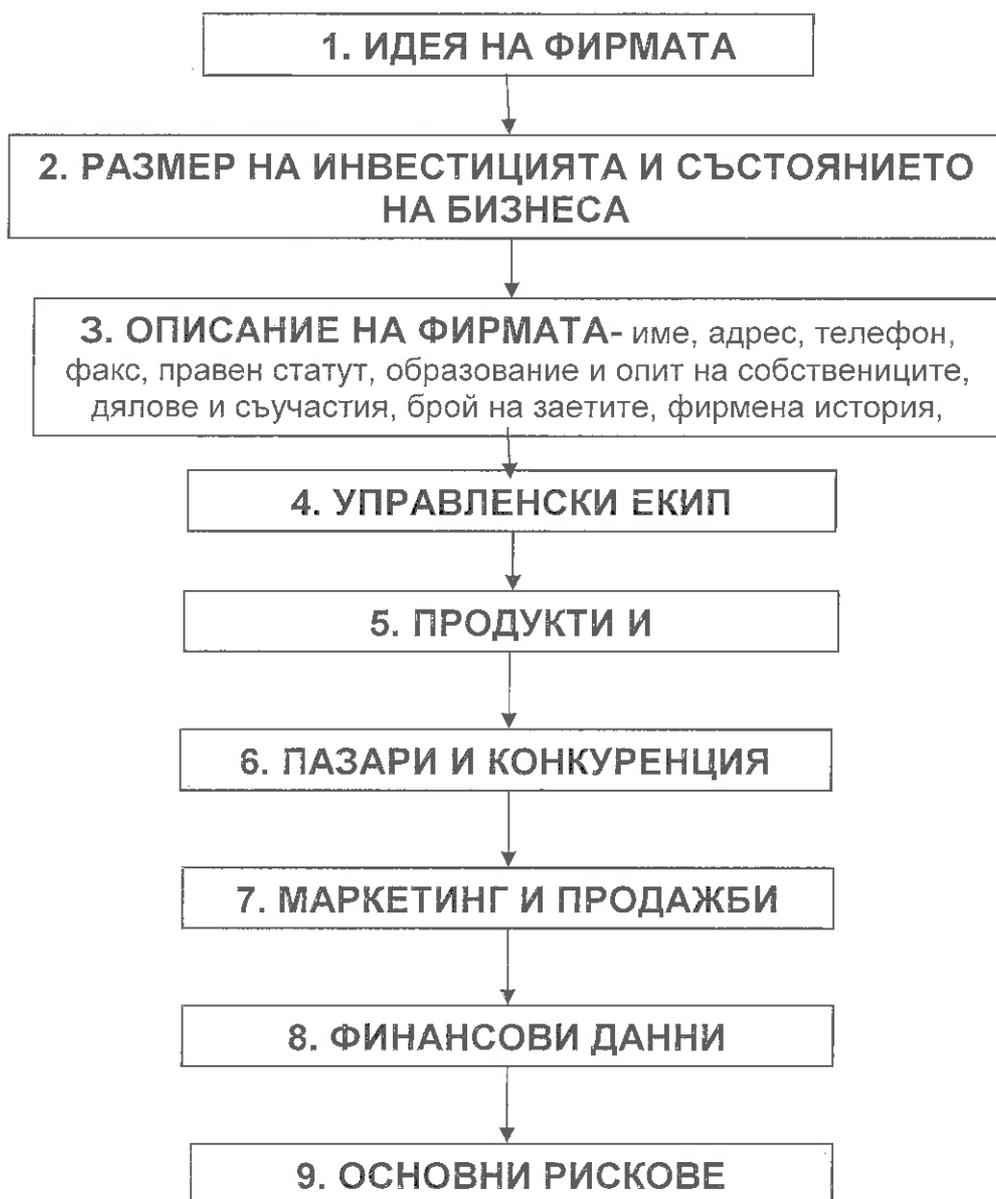 1. ИДЕЯ НА ФИРМАТА
2. РАЗМЕР НА ИНВЕСТИЦИЯТА И СЪСТОЯНИЕТО
НА БИЗНЕСА
3. ОПИСАНИЕ НА ФИРМАТА- име, адрес, телефон,
факс, правен статут, образование и опит на собствениците,
дялове и съучастия, брой на заетите, фирмена история,
4. УПРАВЛЕНСКИ ЕКИП
5. ПРОДУКТИ И
6. ПАЗАРИ И КОНКУРЕНЦИЯ
7. МАРКЕТИНГ И ПРОДАЖБИ
8. ФИНАНСОВИ ДАННИ
9. ОСНОВНИ РИСКОВЕ